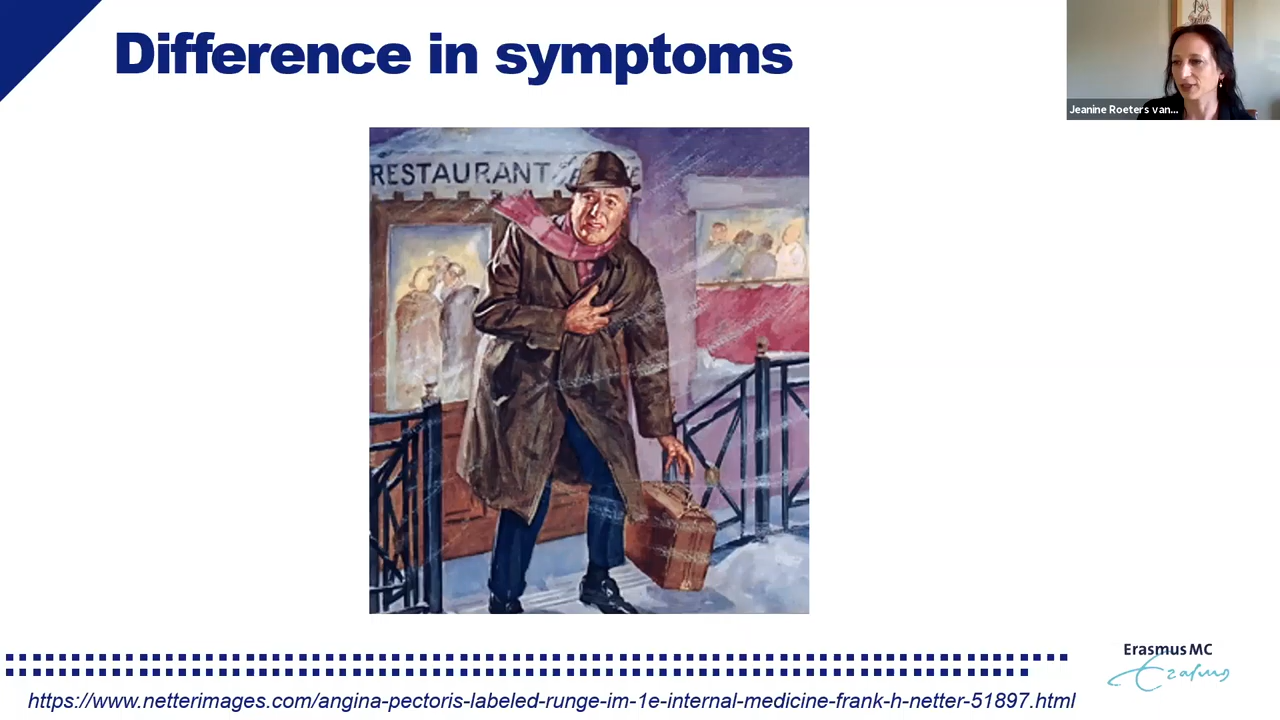 Difference in symptoms
Jeanine Roeters van...
RESTAURANT
Erasmus MC
Erasmus
https://www.netterimages.com/angina-pectoris-labeled-runge-im-1e-internal-medicine-frank-h-netter-51897.html